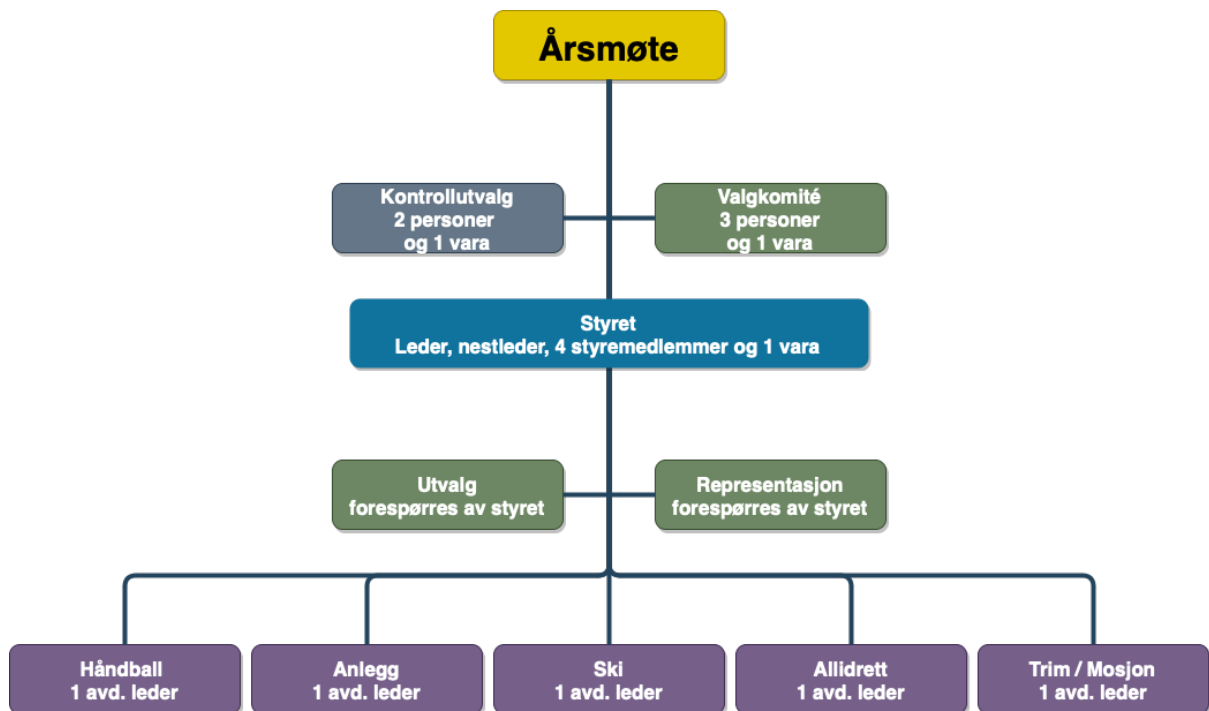 Årsmøte
Kontrollutvalg
2 personer
og 1 vara
Valgkomité
3 personer
og 1 vara
Styret
Leder, nestleder, 4 styremedlemmer og 1 vara
Utvalg
forespørres av styret
Representasjon
forespørres av styret
Håndball
1 avd. leder
Anlegg
1 avd. leder
Ski
1 avd. leder
Allidrett
1 avd. leder
Trim / Mosjon
1 avd. leder